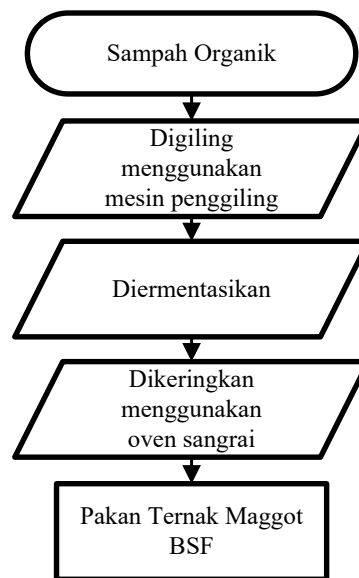 Sampah Organik
Digiling
menggunakan
mesin penggiling
Diermentasikan
Dikeringkan
menggunakan
oven sangrai
Pakan Ternak Maggot
BSF